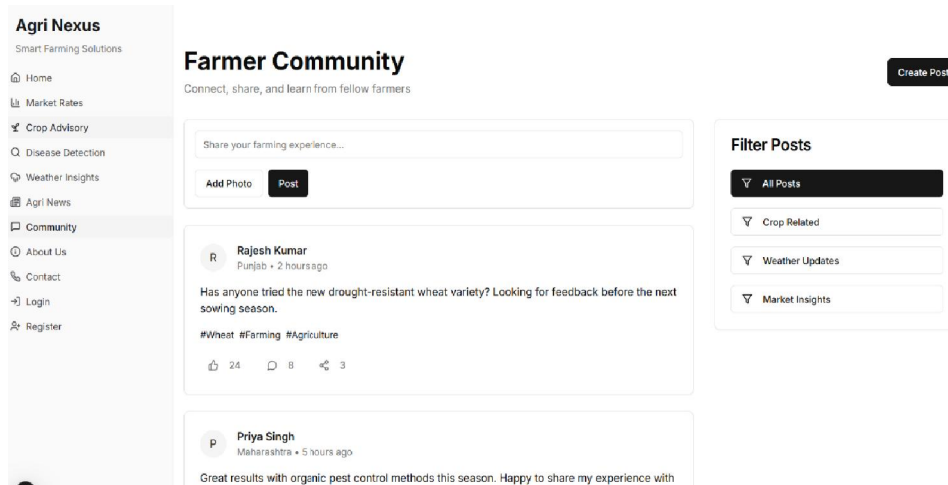 Agri Nexus
Smart Farming Solutions
Home
Market Rates
Crop Advisory
Disease Detection
Weather Insights
Agri News
Community
About Us
Contact
Login
Register
Farmer Community
Connect, share, and learn from fellow farmers
Create Post
Share your farming experience...
Add Photo
Post
R
Rajesh Kumar
Punjab • 2 hours ago
Has anyone tried the new drought-resistant wheat variety? Looking for feedback before the next
sowing season.
#Wheat #Farming #Agriculture
24 8 3
P
Priya Singh
Maharashtra • 5 hours ago
Great results with organic pest control methods this season. Happy to share my experience with
Filter Posts
All Posts
Crop Related
Weather Updates
Market Insights